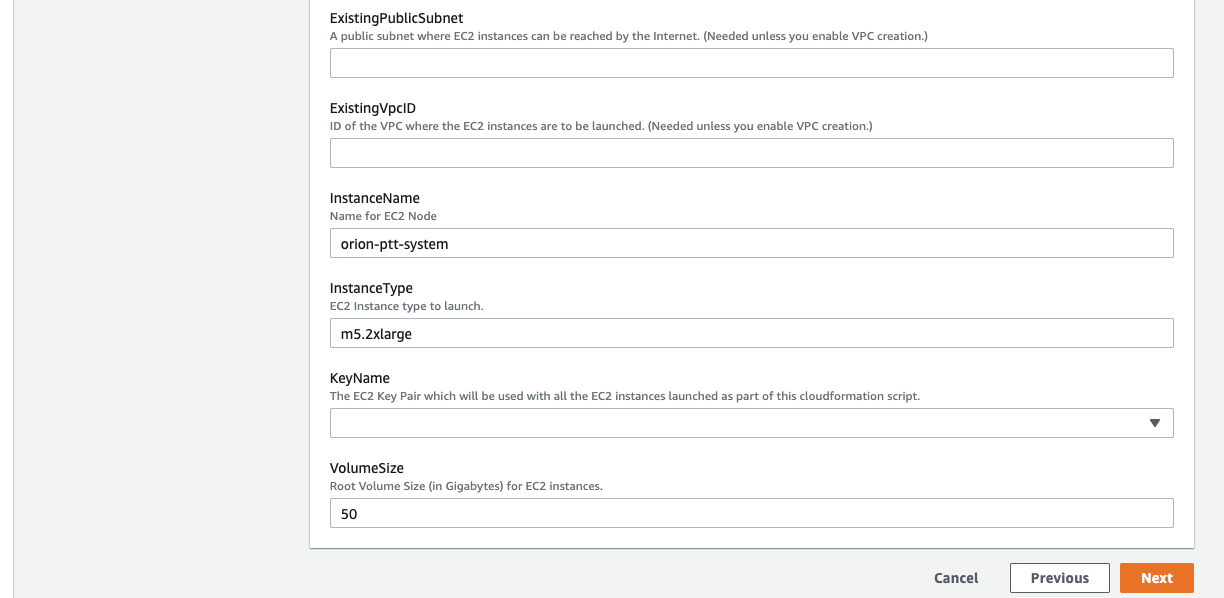 ExistingPublicSubnet
A public subnet where EC2 instances can be reached by the Internet. (Needed unless you enable VPC creation.)
ExistingVpcID
ID of the VPC where the EC2 instances are to be launched. (Needed unless you enable VPC creation.)
InstanceName
Name for EC2 Node
orion-ptt-system
InstanceType
EC2 Instance type to launch.
m5.2xlarge
KeyName
The EC2 Key Pair which will be used with all the EC2 instances launched as part of this cloudformation script.
VolumeSize
Root Volume Size (in Gigabytes) for EC2 instances.
50
Cancel Previous Next